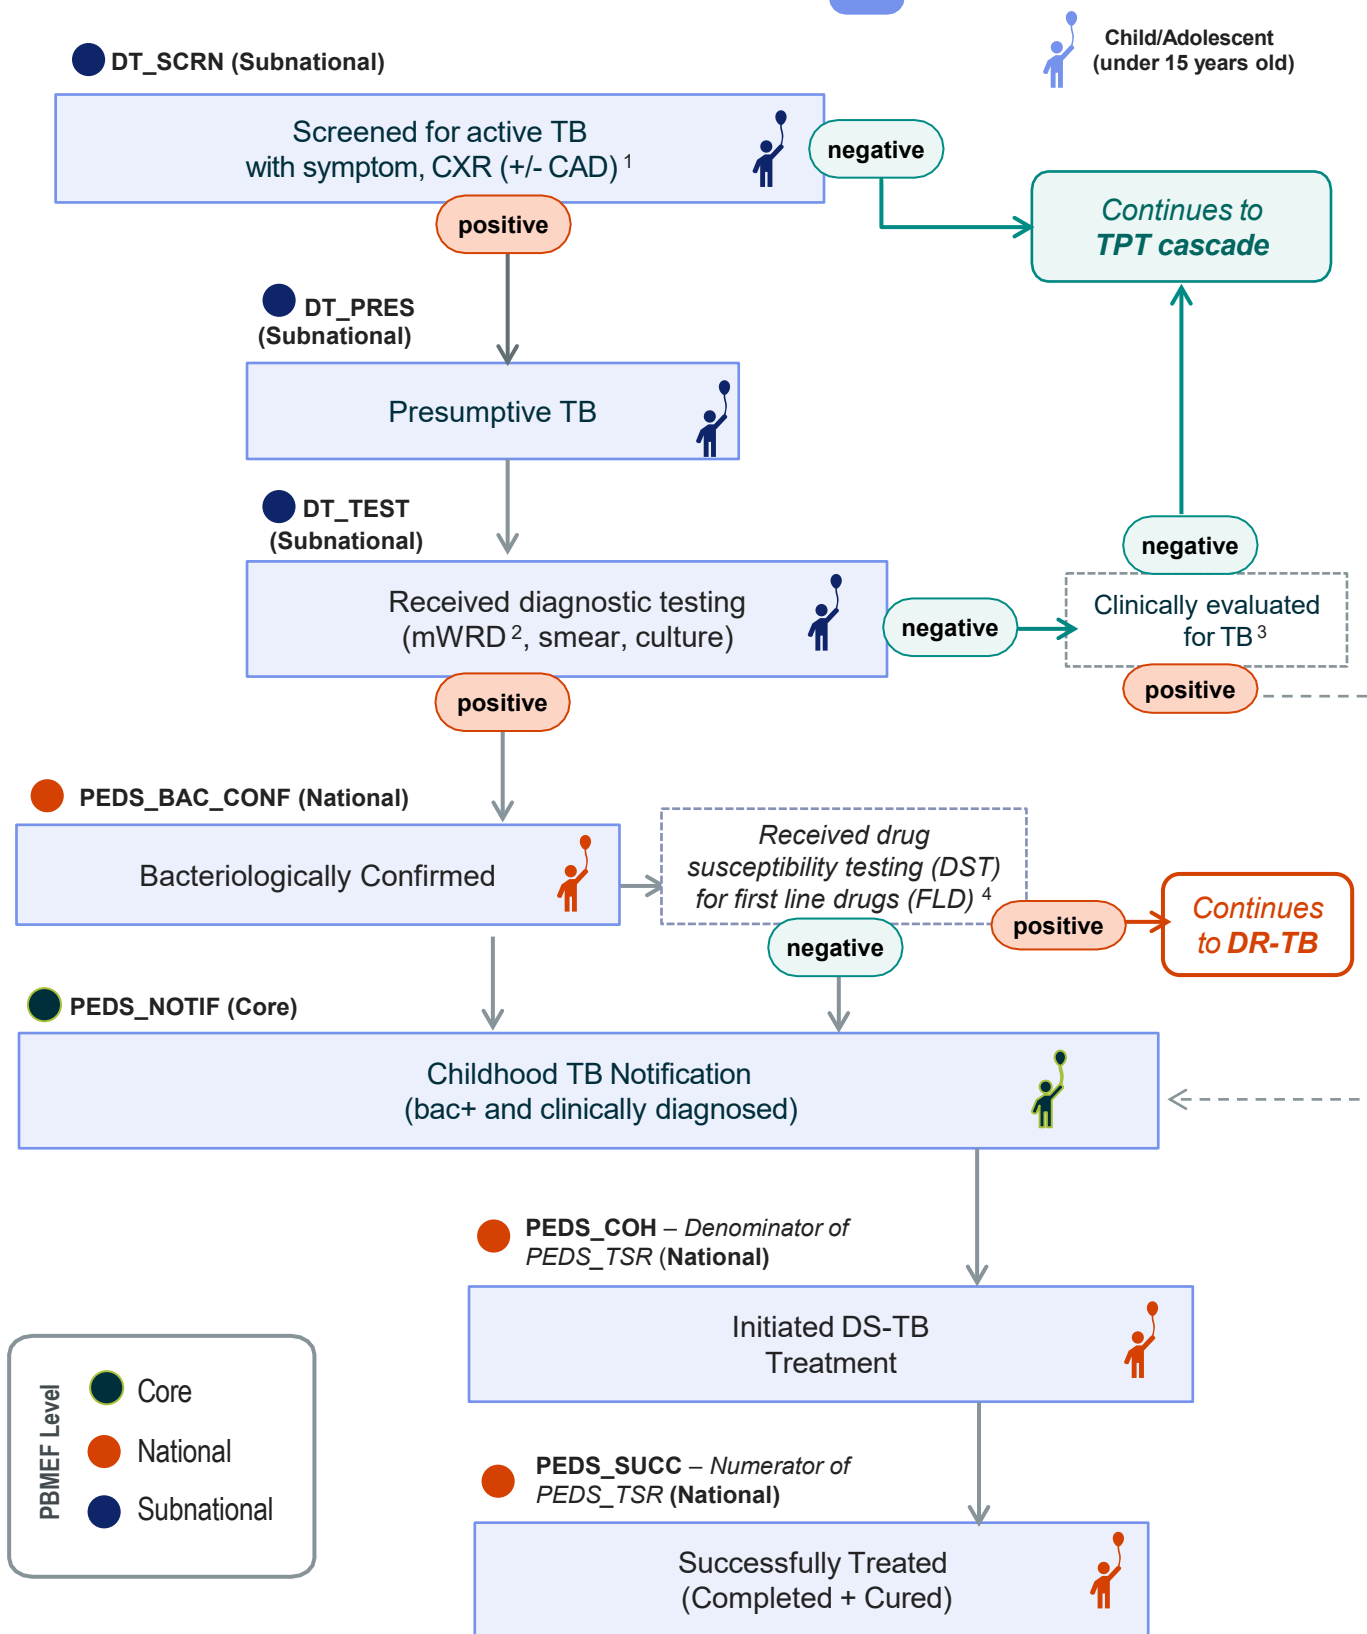 Child/Adolescent
(under 15 years old)
DT_SCRN (Subnational)
Screened for active TB
with symptom, CXR (+/- CAD) 1
negative
positive
Continues to
TPT cascade
DT_PRES
(Subnational)
Presumptive TB
DT_TEST
(Subnational)
Received diagnostic testing
(mWRD 2, smear, culture)
negative
negative
Clinically evaluated
for TB 3
positive
positive
PEDS_BAC_CONF (National)
Bacteriologically Confirmed
Received drug
susceptibility testing (DST)
for first line drugs (FLD) 4
positive
negative
Continues
to DR-TB
PEDS_NOTIF (Core)
Childhood TB Notification
(bac+ and clinically diagnosed)
PEDS_COH – Denominator of
PEDS_TSR (National)
Initiated DS-TB
Treatment
PEDS_SUCC – Numerator of
PEDS_TSR (National)
Successfully Treated
(Completed + Cured)
PBMEF Level
Core
National
Subnational